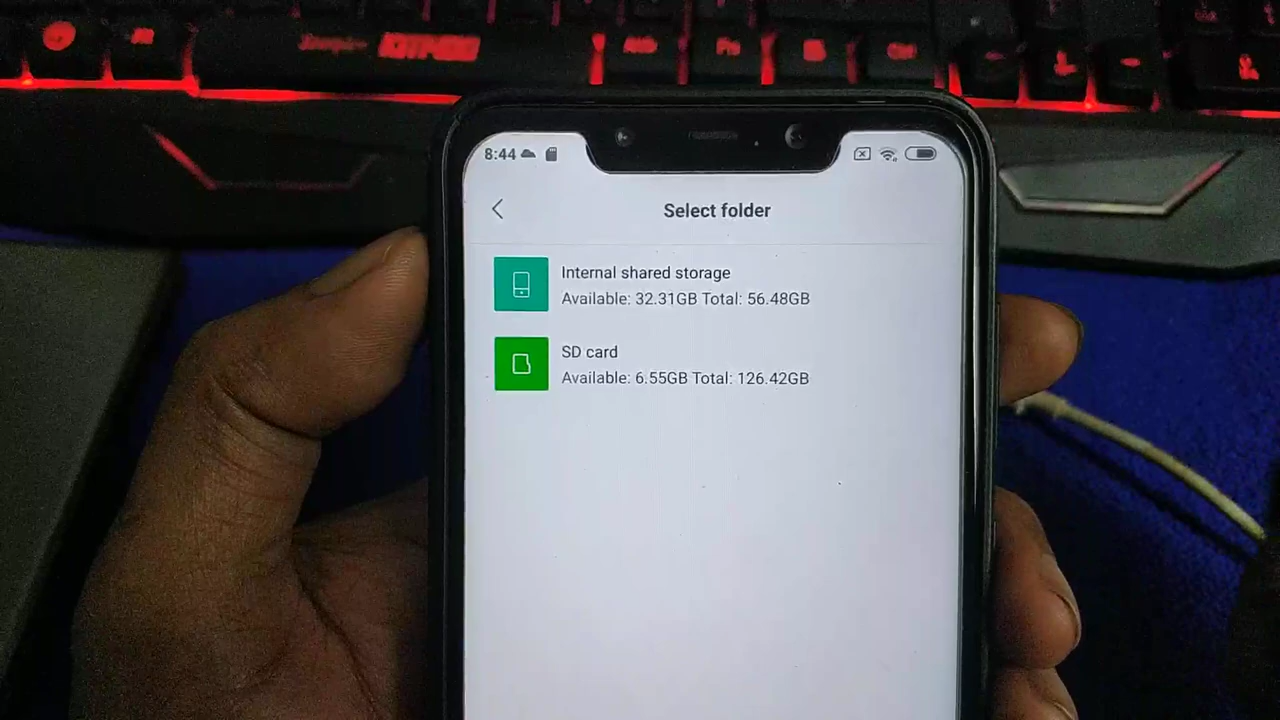 8:44
Select folder
Internal shared storage
Available: 32.31GB Total: 56.48GB
SD card
Available: 6.55GB Total: 126.42GB